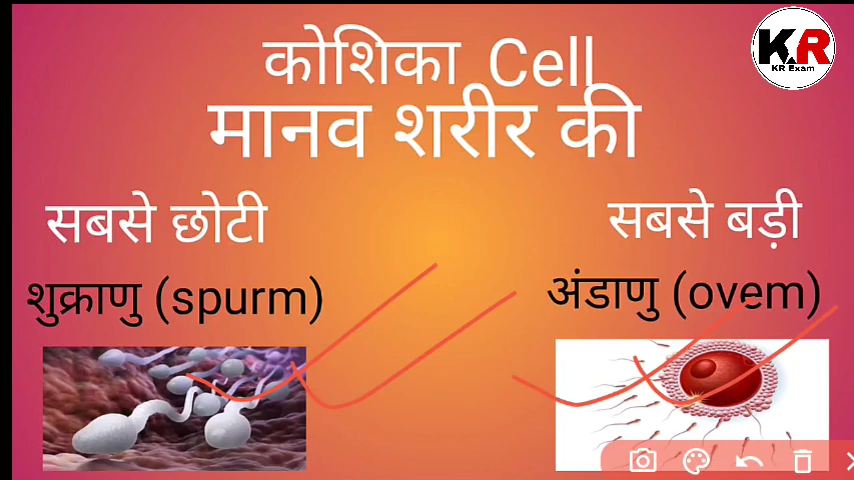 कोशिका Cell
मानव शरीर की
सबसे छोटी
सबसे बड़ी
शुक्राणु (spurm)
अंडाणु (ovem)
KR
KR Exam